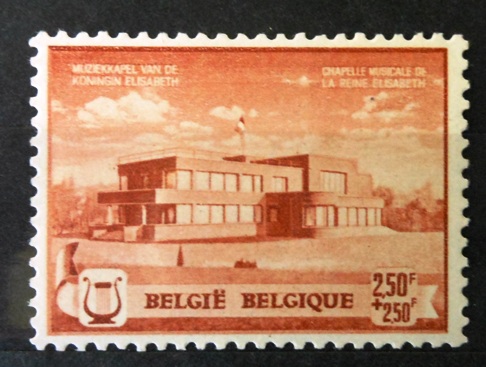 MUZIEKKAPEL VAN DE
KONINGIN ELISABETH
CHAPELLE MUSICALE DE
LA REINE ELISABETH
BELGIË BELGIQUE
2,50F
+2,50F